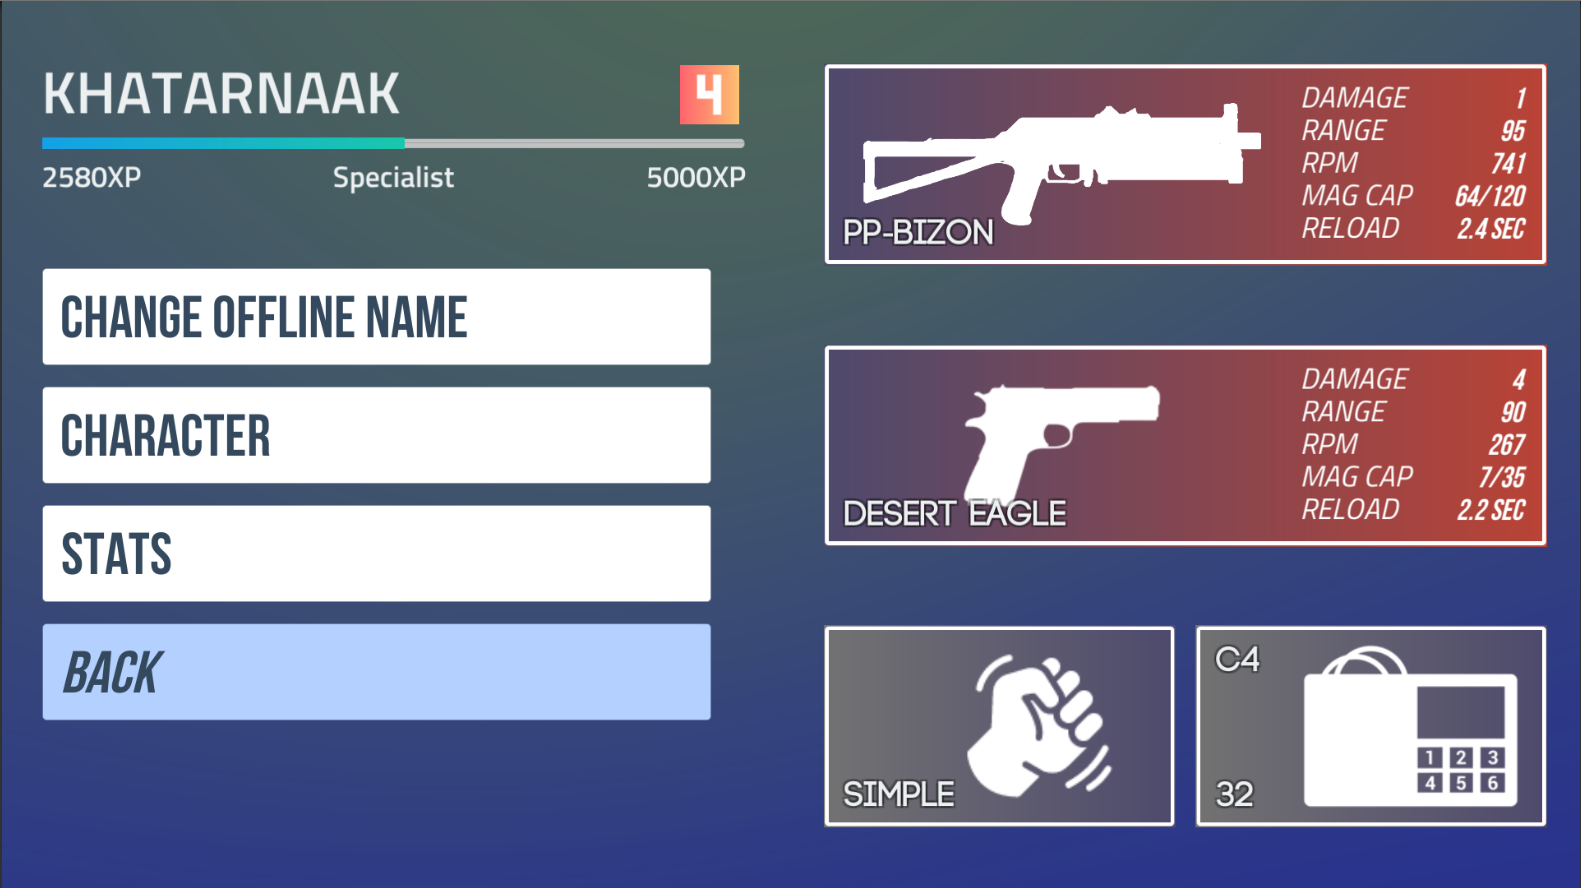 KHATARNAAK
4
2580XP Specialist 5000XP
CHANGE OFFLINE NAME
CHARACTER
STATS
BACK
DAMAGE 1
RANGE 95
RPM 741
MAG CAP 64/120
RELOAD 2.4 SEC
PP-BIZON
DAMAGE 4
RANGE 90
RPM 267
MAG CAP 7/35
RELOAD 2.2 SEC
DESERT EAGLE
SIMPLE
C4
1 2 3
4 5 6
32